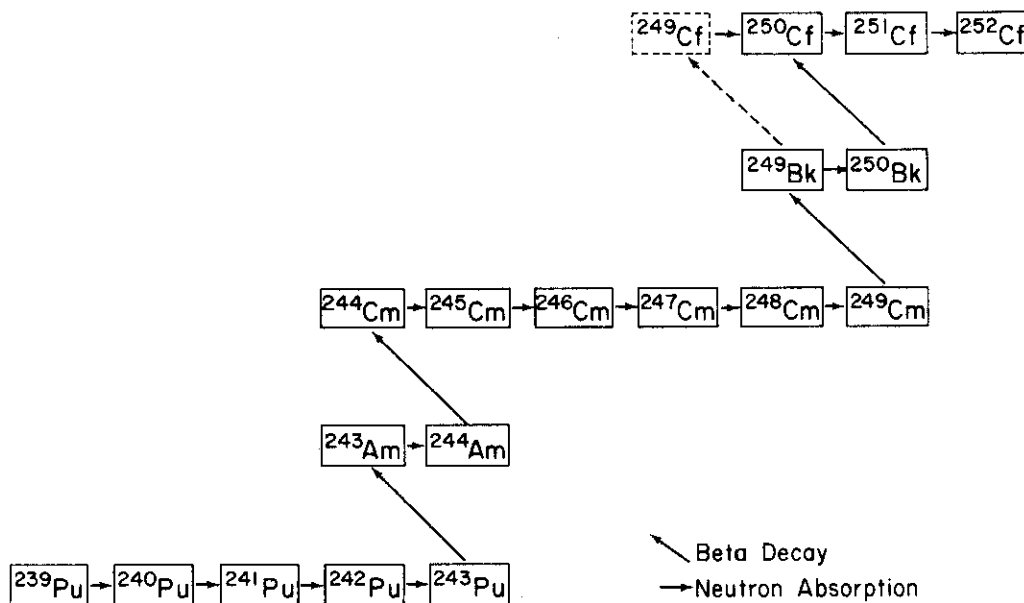 249Cf 250Cf 251Cf 252Cf
249Bk 250Bk
244Cm 245Cm 246Cm 247Cm 248Cm 249Cm
243Am 244Am
Beta Decay
239Pu 240Pu 241Pu 242Pu 243Pu
Neutron Absorption